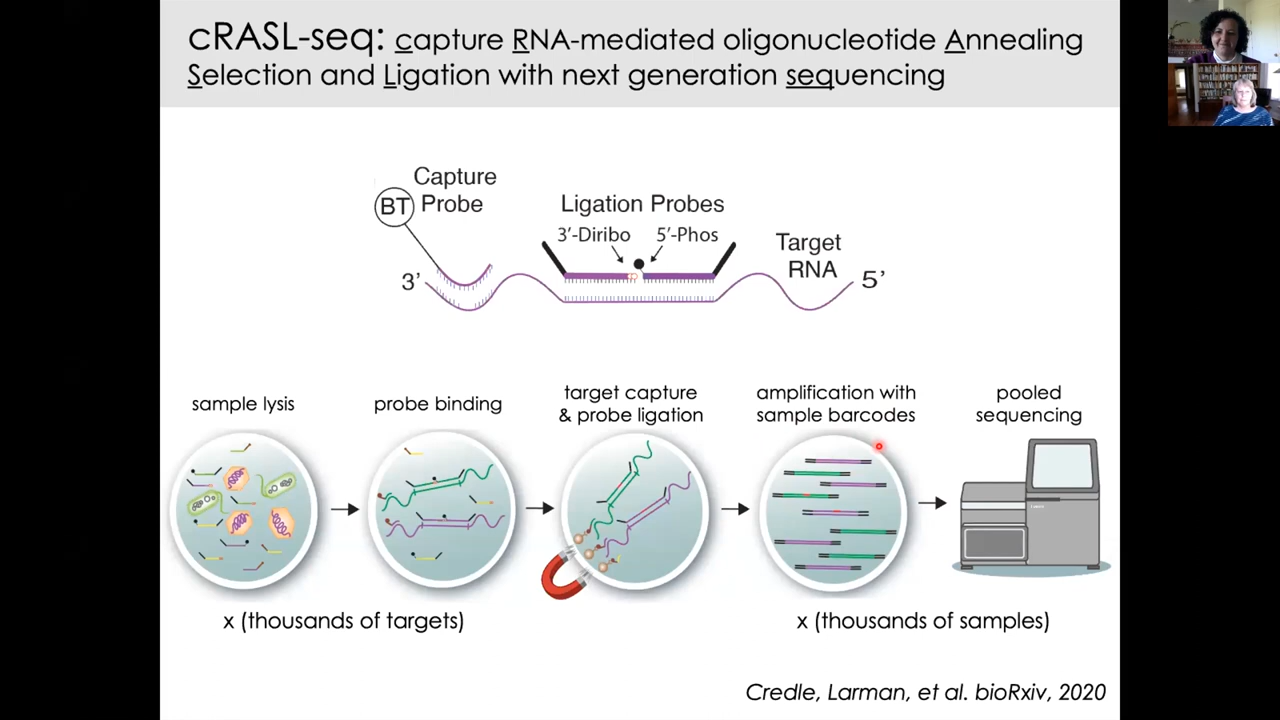 cRASL-seq: capture RNA-mediated oligonucleotide Annealing
Selection and Ligation with next generation sequencing
Capture
Probe
BT
Ligation Probes
3’-Diribo
5’-Phos
Target
RNA
3’
5’
sample lysis
probe binding
target capture
& probe ligation
amplification with
sample barcodes
pooled
sequencing
x (thousands of targets)
x (thousands of samples)
Credle, Larman, et al. bioRxiv, 2020